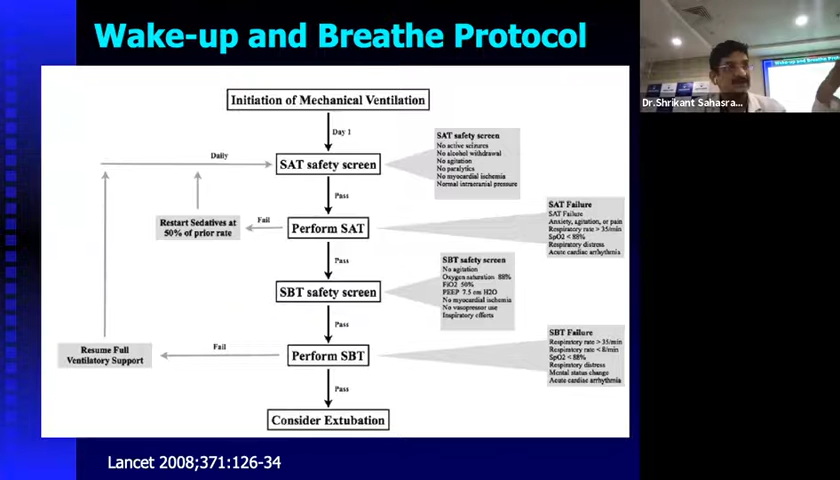 Wake-up and Breathe Protocol
Initiation of Mechanical Ventilation
Day 1
Daily
SAT safety screen
SAT safety screen
No active seizures
No alcohol withdrawal
No agitation
No paralytics
No myocardial ischemia
Normal intracranial pressure
Pass
Restart Sedatives at
50% of prior rate
Fail
Perform SAT
SAT Failure
SAT Failure
Anxiety, agitation, or pain
Respiratory rate > 35/min
SpO2 < 88%
Respiratory distress
Acute cardiac arrhythmia
Pass
SBT safety screen
SBT safety screen
No agitation
Oxygen saturation 88%
FiO2 50%
PEEP 7.5 cm H2O
No myocardial ischemia
No vasopressor use
Inspiratory efforts
Pass
Resume Full
Ventilatory Support
Fail
Perform SBT
SBT Failure
Respiratory rate > 35/min
Respiratory rate < 8/min
SpO2 < 88%
Respiratory distress
Mental status change
Acute cardiac arrhythmia
Pass
Consider Extubation
Lancet 2008;371:126-34
Dr.Shrikant Sahasra...
Wake-up and Breathe Pro